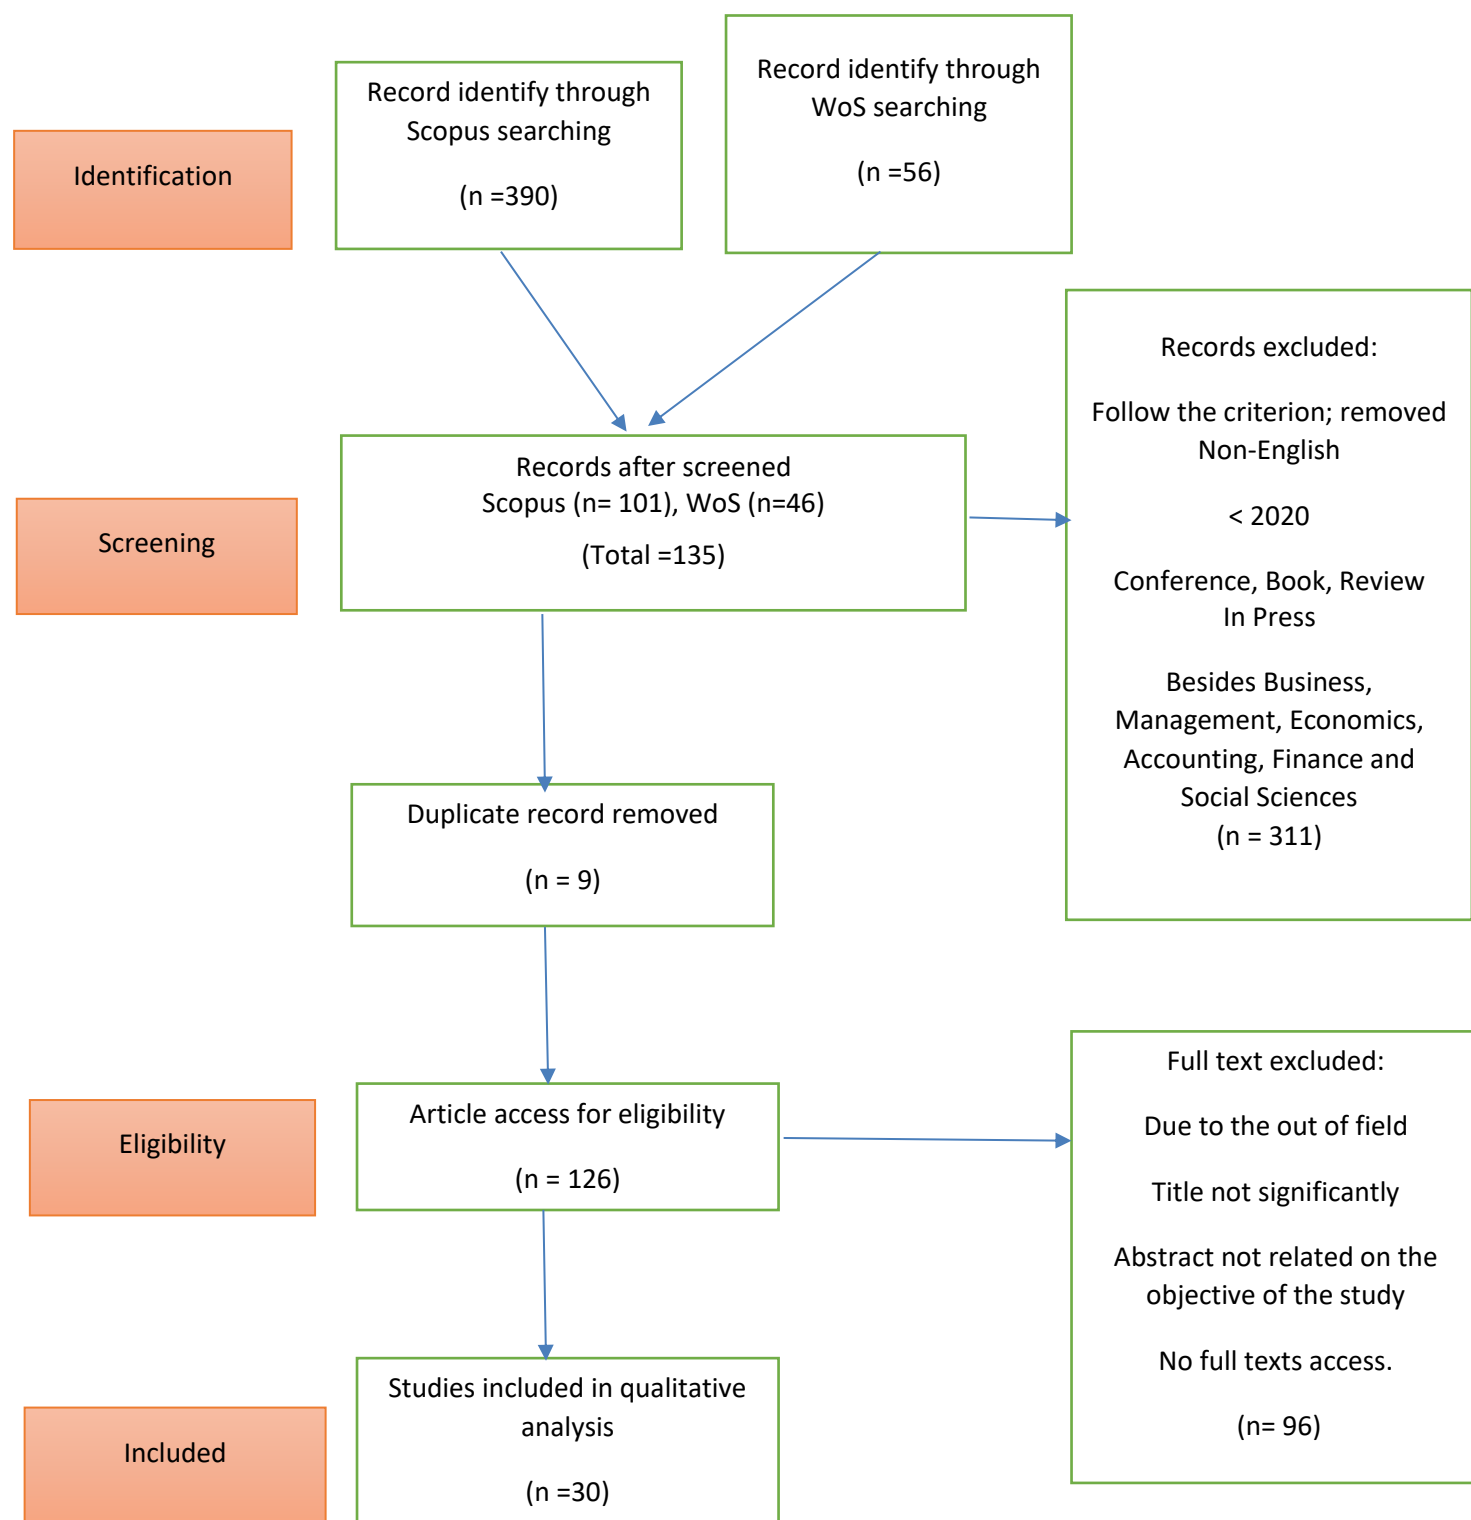 Identification
Record identify through
Scopus searching
(n =390)
Record identify through
WoS searching
(n =56)
Screening
Records after screened
Scopus (n= 101), WoS (n=46)
(Total =135)
Records excluded:
Follow the criterion; removed
Non-English
< 2020
Conference, Book, Review
In Press
Besides Business,
Management, Economics,
Accounting, Finance and
Social Sciences
(n = 311)
Duplicate record removed
(n = 9)
Eligibility
Article access for eligibility
(n = 126)
Full text excluded:
Due to the out of field
Title not significantly
Abstract not related on the
objective of the study
No full texts access.
(n= 96)
Included
Studies included in qualitative
analysis
(n =30)